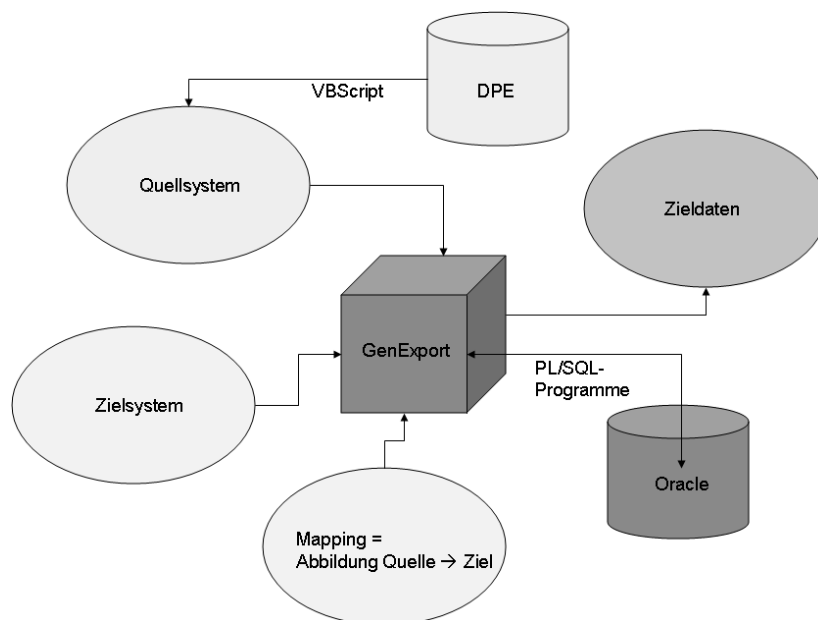 DPE
VBScript
Quellsystem
Zieldaten
GenExport
PL/SQL-
Programme
Zielsystem
Oracle
Mapping =
Abbildung Quelle → Ziel